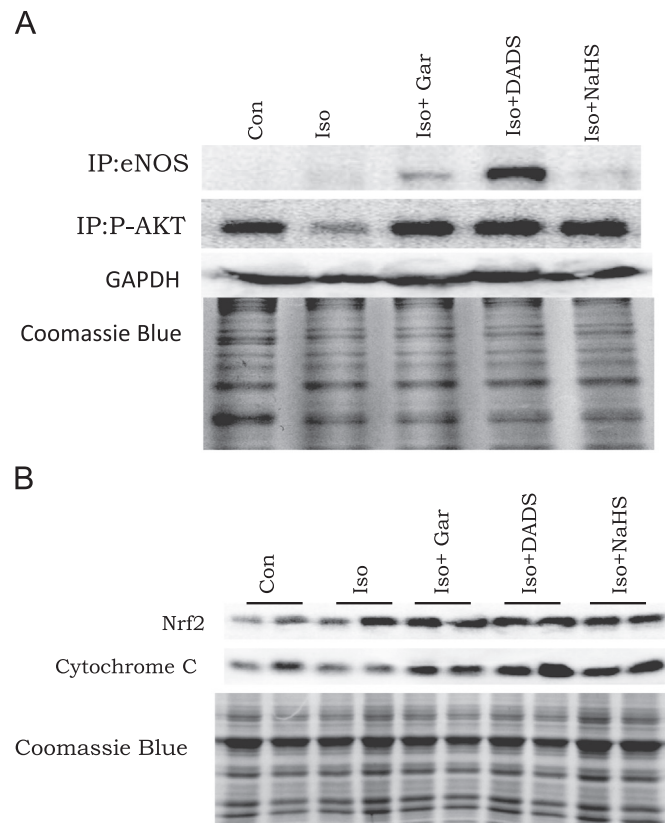 A
Con
Iso
Iso+ Gar
Iso+DADS
Iso+NaHS
IP:eNOS
IP:P-AKT
GAPDH
Coomassie Blue
B
Con
Iso
Iso+ Gar
Iso+DADS
Iso+NaHS
Nrf2
Cytochrome C
Coomassie Blue